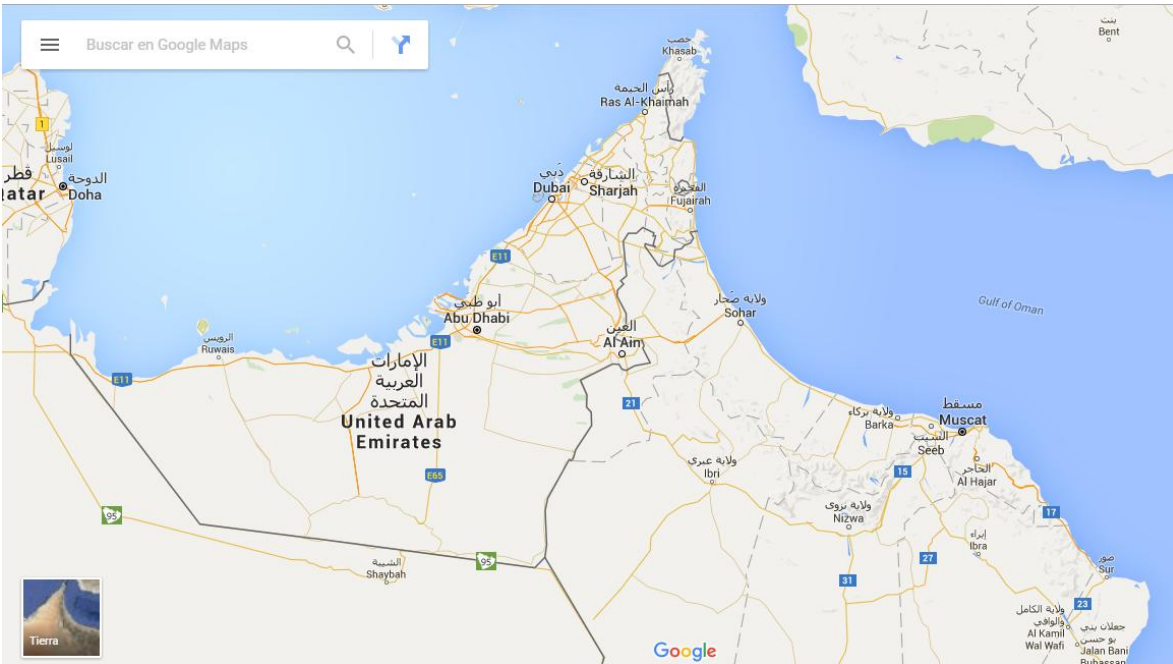 Buscar en Google Maps
بنت
Bent
خصب
Khasab
رأس الخيمة
Ras Al-Khaimah
1
لوسيل
Lusail
قطر
atar
الدوحة
Doha
دبي
Dubai
الشارقة
Sharjah
الفجيرة
Fujairah
E11
أبو ظبي
Abu Dhabi
ولاية صحار
Sohar
Gulf of Oman
العين
Al Ain
الرويس
Ruwais
E11
E11
الإمارات
العربية
المتحدة
United Arab
Emirates
21
ولاية بركاء
Barka
مسقط
Muscat
السيب
Seeb
ولاية عبري
Ibri
15
الحاجر
Al Hajar
E65
95
ولاية نزوى
Nizwa
17
إبراء
Ibra
95
الشيبة
Shaybah
27
صور
Sur
31
23
ولاية الكامل
والوافي
Al Kamil
Wal Wafi
جعلان بني
بو حسن
Jalan Bani
Buhassan
Tierra
Google